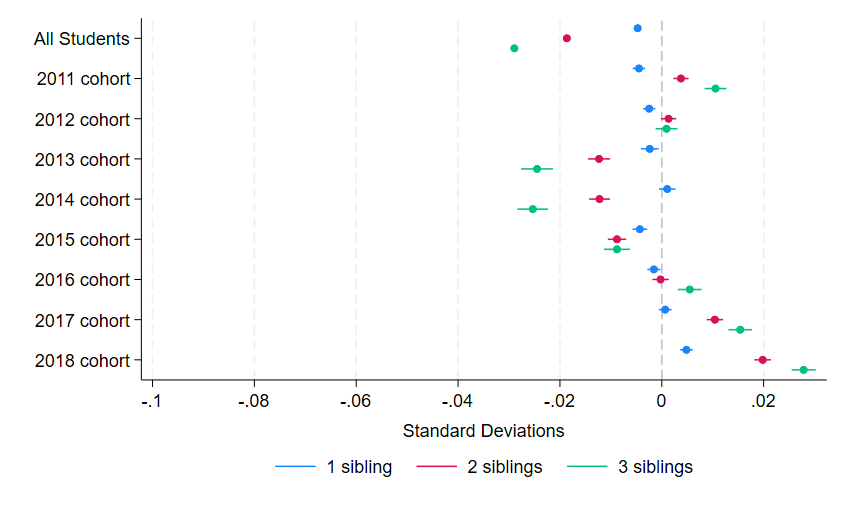 All Students
2011 cohort
2012 cohort
2013 cohort
2014 cohort
2015 cohort
2016 cohort
2017 cohort
2018 cohort
-.1 -.08 -.06 -.04 -.02 0 .02
Standard Deviations
1 sibling 2 siblings 3 siblings